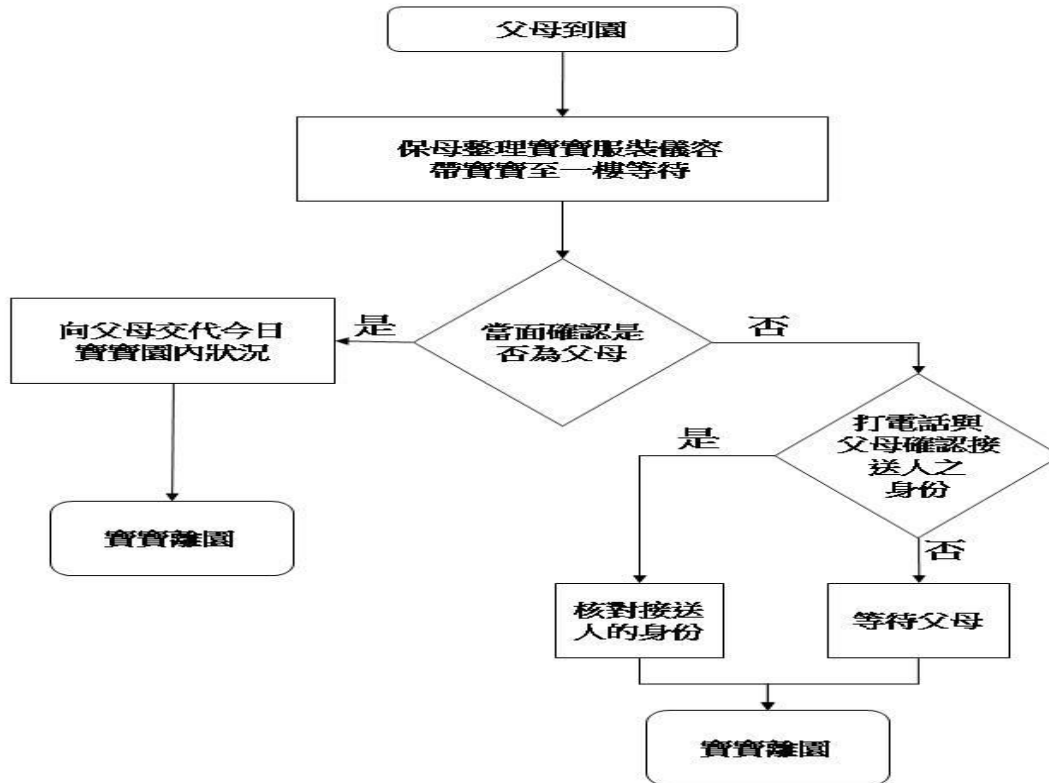 父母到園
保母整理寶寶服裝儀容
帶寶寶至一樓等待
當面確認是
否為父母
是
否
向父母交代今日
寶寶園內狀況
寶寶離園
打電話與
父母確認接
送人之
身份
是
否
核對接送
人的身份
等待父母
寶寶離園